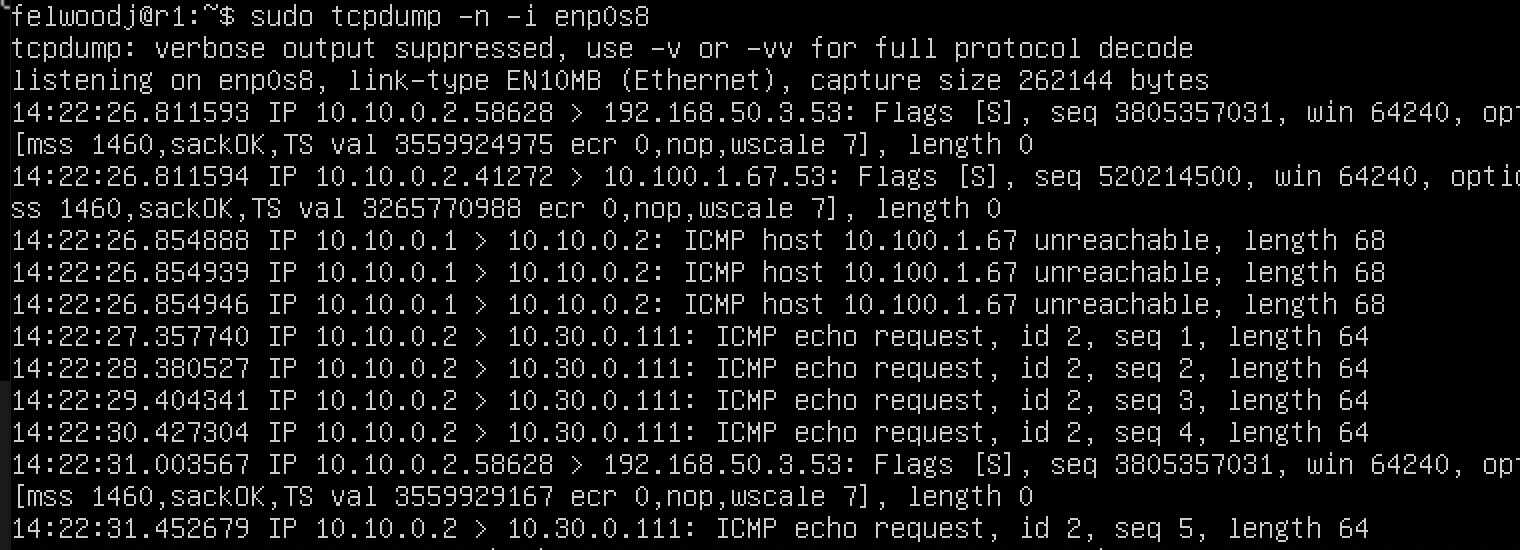 felwoodj@r1:~$ sudo tcpdump -n -i enp0s8
tcpdump: verbose output suppressed, use -v or -vv for full protocol decode
listening on enp0s8, link-type EN10MB (Ethernet), capture size 262144 bytes
14:22:26.811593 IP 10.10.0.2.58628 > 192.168.50.3.53: Flags [S], seq 3805357031, win 64240, opt
[mss 1460,sackOK,TS val 3559924975 ecr 0,nop,wscale 7], length 0
14:22:26.811594 IP 10.10.0.2.41272 > 10.100.1.67.53: Flags [S], seq 520214500, win 64240, optio
ss 1460,sackOK,TS val 3265770988 ecr 0,nop,wscale 7], length 0
14:22:26.854888 IP 10.10.0.1 > 10.10.0.2: ICMP host 10.100.1.67 unreachable, length 68
14:22:26.854939 IP 10.10.0.1 > 10.10.0.2: ICMP host 10.100.1.67 unreachable, length 68
14:22:26.854946 IP 10.10.0.1 > 10.10.0.2: ICMP host 10.100.1.67 unreachable, length 68
14:22:27.357740 IP 10.10.0.2 > 10.30.0.111: ICMP echo request, id 2, seq 1, length 64
14:22:28.380527 IP 10.10.0.2 > 10.30.0.111: ICMP echo request, id 2, seq 2, length 64
14:22:29.404341 IP 10.10.0.2 > 10.30.0.111: ICMP echo request, id 2, seq 3, length 64
14:22:30.427304 IP 10.10.0.2 > 10.30.0.111: ICMP echo request, id 2, seq 4, length 64
14:22:31.003567 IP 10.10.0.2.58628 > 192.168.50.3.53: Flags [S], seq 3805357031, win 64240, opt
[mss 1460,sackOK,TS val 3559929167 ecr 0,nop,wscale 7], length 0
14:22:31.452679 IP 10.10.0.2 > 10.30.0.111: ICMP echo request, id 2, seq 5, length 64